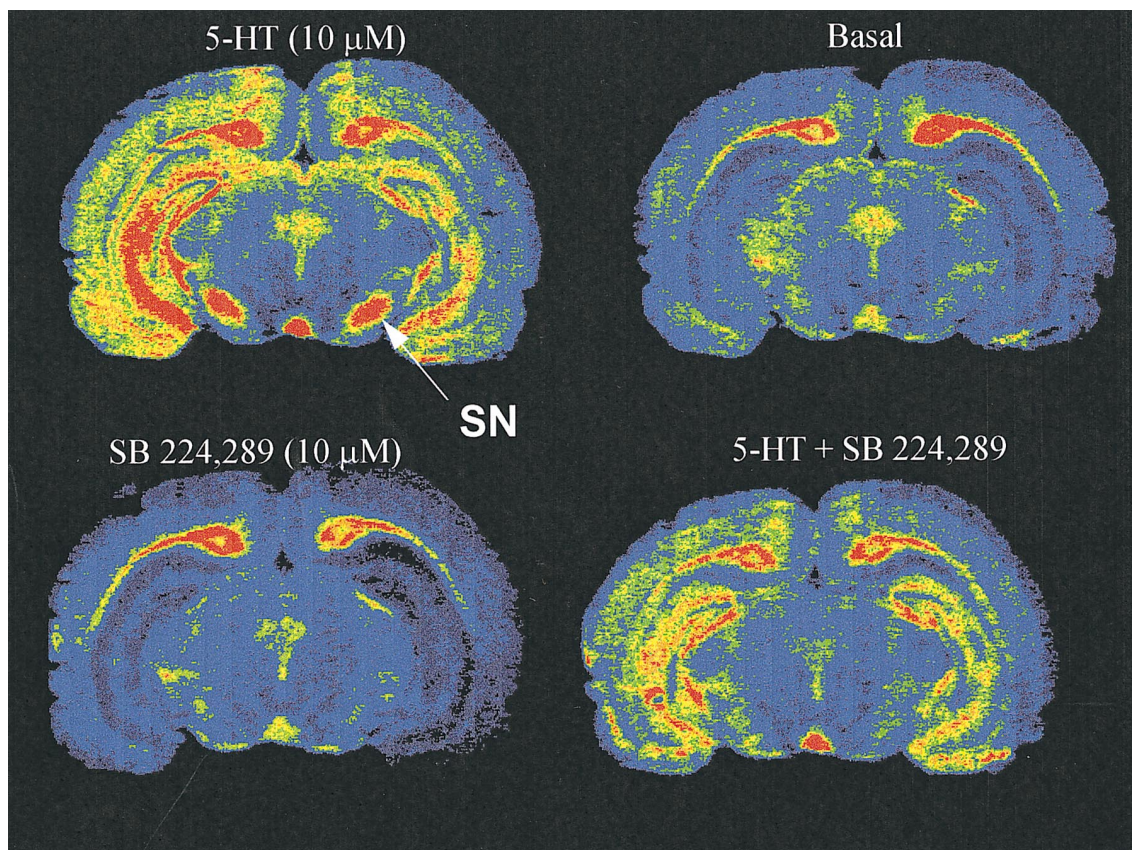 5-HT (10 μM)
Basal
SN
SB 224,289 (10 μM)
5-HT + SB 224,289